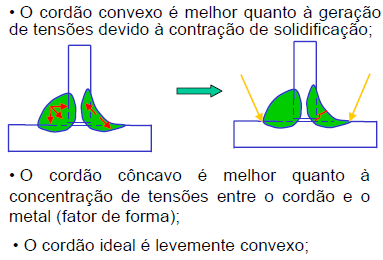 • O cordão convexo é melhor quanto à geração
de tensões devido à contração de solidificação;
• O cordão côncavo é melhor quanto à
concentração de tensões entre o cordão e o
metal (fator de forma);
• O cordão ideal é levemente convexo;